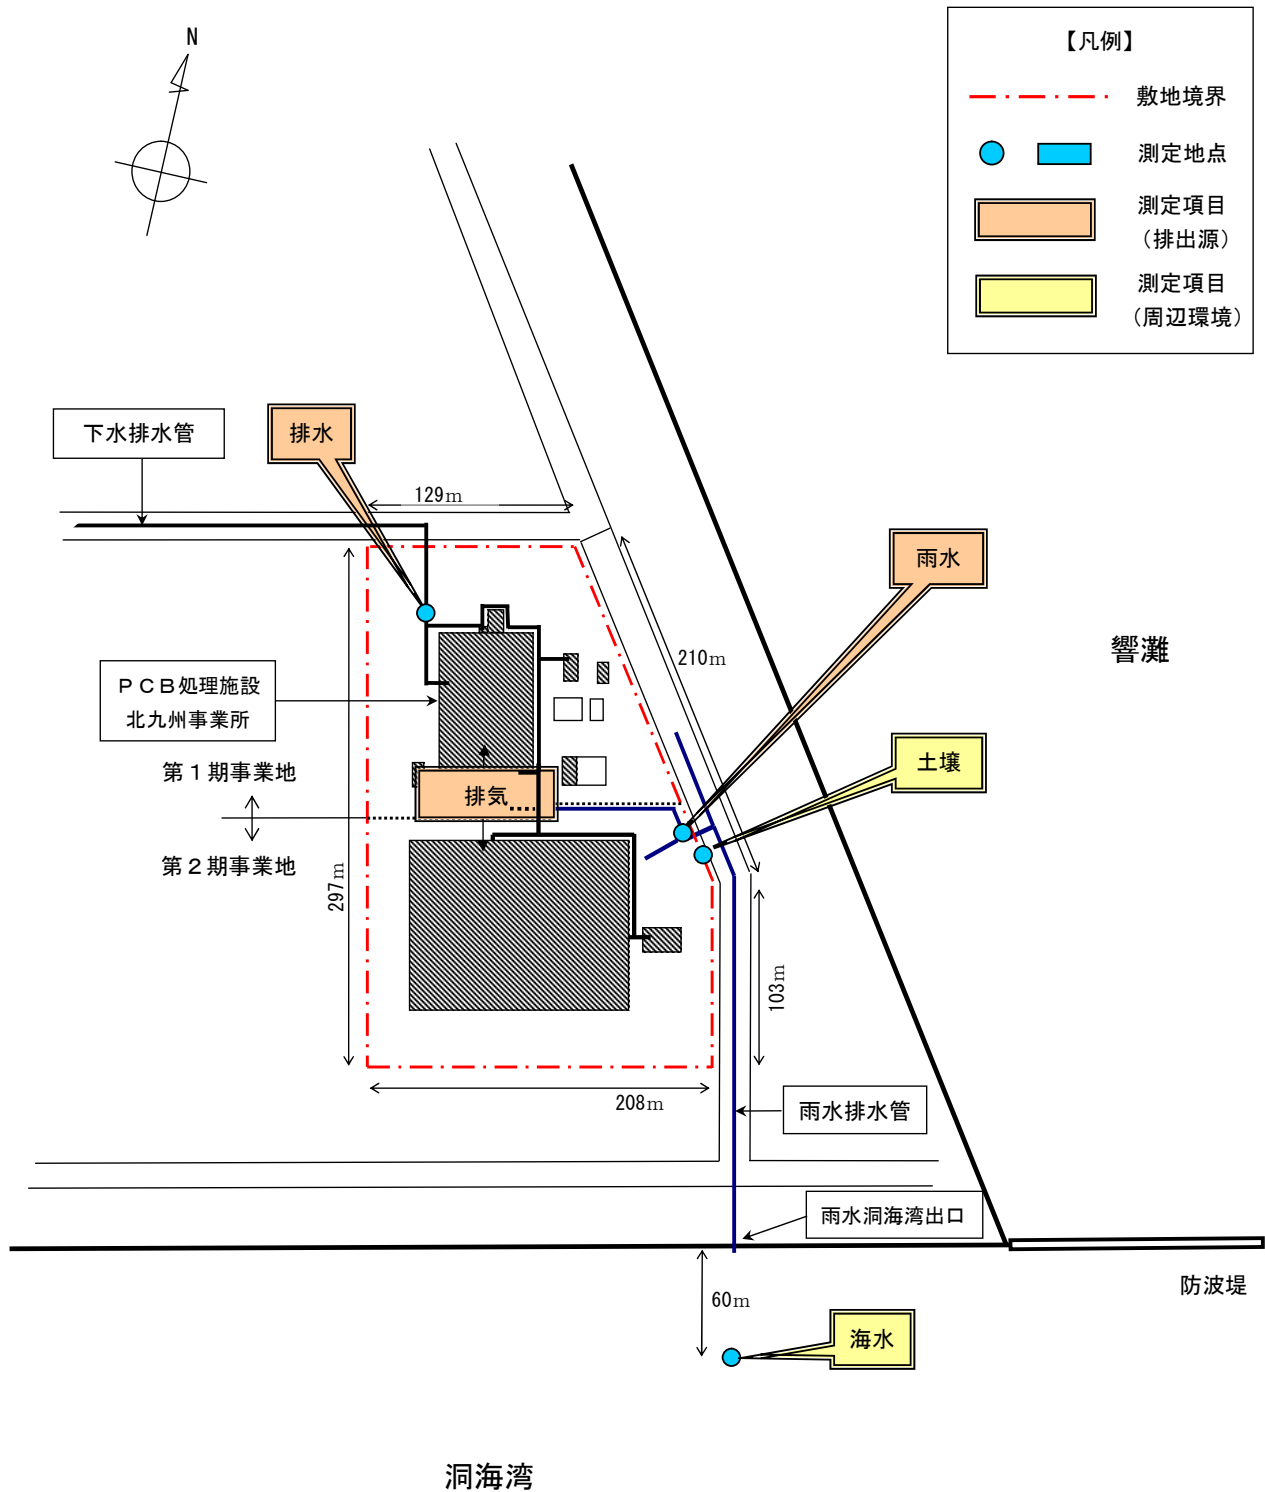 N
【凡例】
敷地境界
測定地点
測定項目
（排出源）
測定項目
（周辺環境）
下水排水管
排水
129m
雨水
210m
響灘
ＰＣＢ処理施設
北九州事業所
土壌
第１期事業地
排気
第２期事業地
297m
103m
208m
雨水排水管
雨水洞海湾出口
防波堤
60m
海水
洞海湾